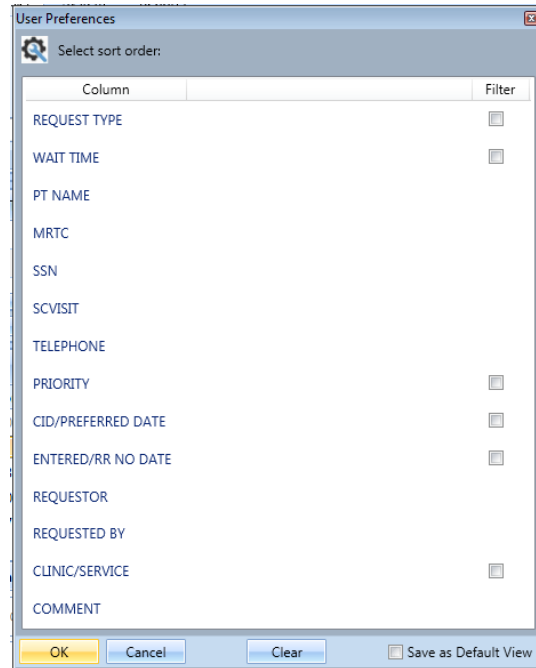 User Preferences
Select sort order:
Column Filter
REQUEST TYPE
WAIT TIME
PT NAME
MRTC
SSN
SCVISIT
TELEPHONE
PRIORITY
CID/PREFERRED DATE
ENTERED/RR NO DATE
REQUESTOR
REQUESTED BY
CLINIC/SERVICE
COMMENT
OK Cancel Clear Save as Default View